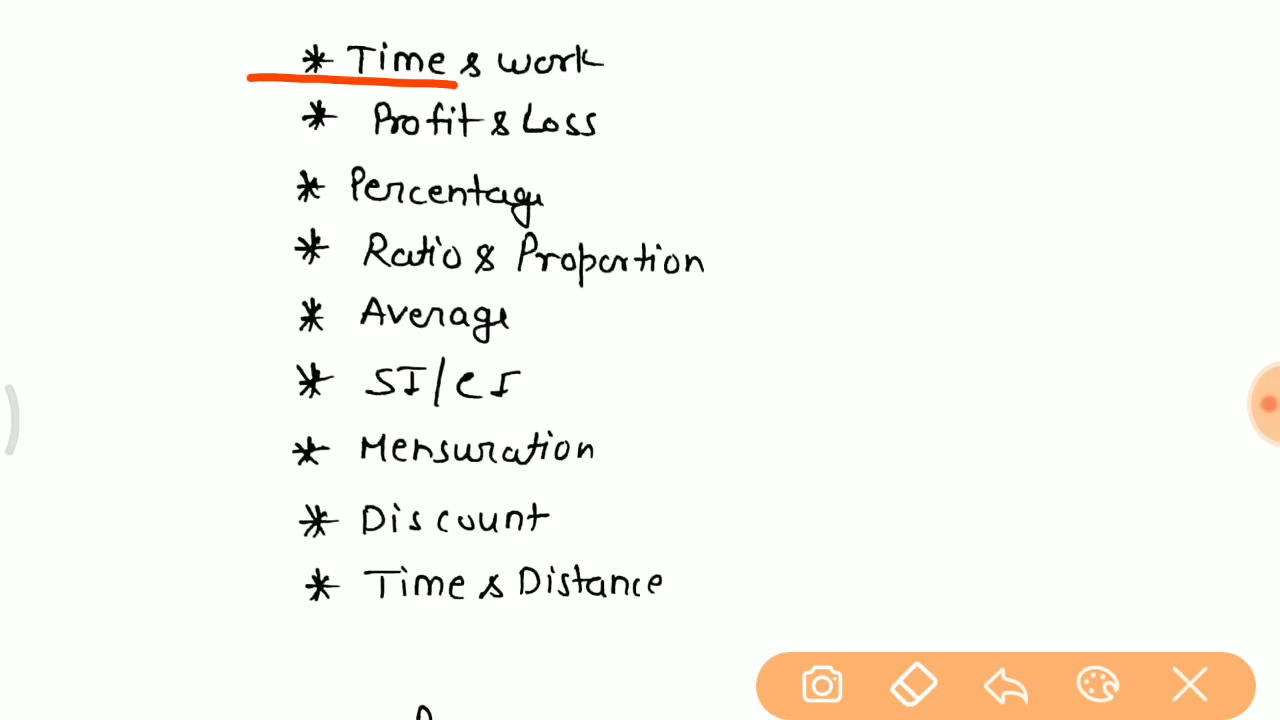 * Time & work
* Profit & Loss
* Percentage
* Ratio & Proportion
* Average
* SI/CI
* Mensuration
* Discount
* Time & Distance